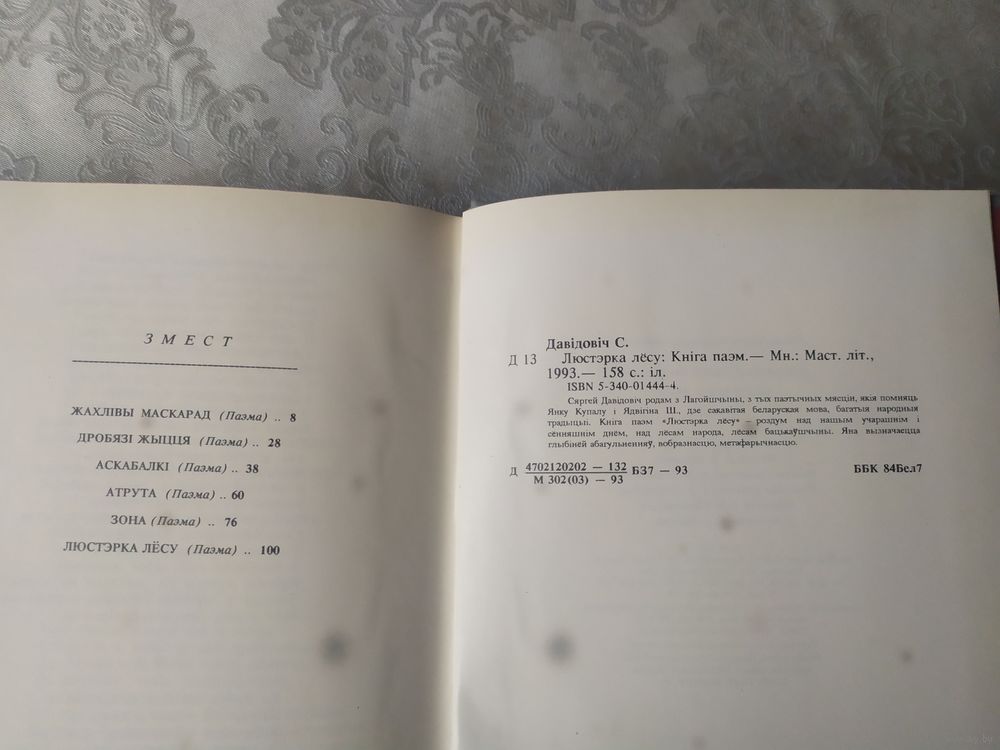 ЗМЕСТ
ЖАХЛІВЫ МАСКАРАД (Паэма) .. 8
ДРОБЯЗІ ЖЫЦЦЯ (Паэма) .. 28
АСКАБАЛКІ (Паэма) .. 38
АТРУТА (Паэма) .. 60
ЗОНА (Паэма) .. 76
ЛЮСТЭРКА ЛЁСУ (Паэма) .. 100
Давідовіч С.
Д 13 Люстэрка лёсу: Кніга паэм.— Мн.: Маст. літ.,
1993.— 158 с.: іл.
ISBN 5-340-01444-4.
Сяргей Давідовіч родам з Лагойшчыны, з тых паэтычных мясцін, якія помняць
Янку Купалу і Ядвігіна Ш., дзе сакавітая беларуская мова, багатыя народныя
традыцыі. Кніга паэм «Люстэрка лёсу» – роздум над нашым учарашнім і
сённяшнім днём, над лёсам народа, лёсам бацькаўшчыны. Яна вызначаецца
глыбінёй абагульненняў, вобразнасцю, метафарычнасцю.
Д 4702120202 — 132 БЗ7 — 93 ББК 84Бел7
М 302(03) — 93